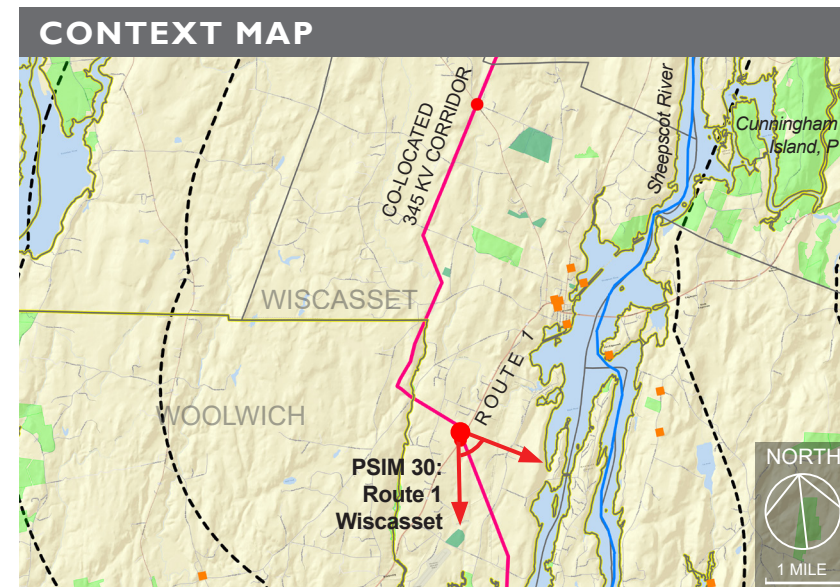 CONTEXT MAP
CO-LOCATED
345 KV CORRIDOR
Sheepscot River
Cunningham
Island, P
WISCASSET
ROUTE 1
WOOLWICH
PSIM 30:
Route 1
Wiscasset
NORTH
1 MILE